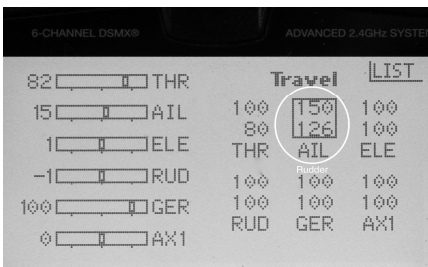 6-CHANNEL DSMX® ADVANCED 2.4GHz SYSTEM
Travel LIST
82 THR
15 AIL
1 ELE
-1 RUD
100 GER
0 AX1
100 150 100
80 126 100
THR AIL ELE
Rudder
100 100 100
100 100 100
RUD GER AX1